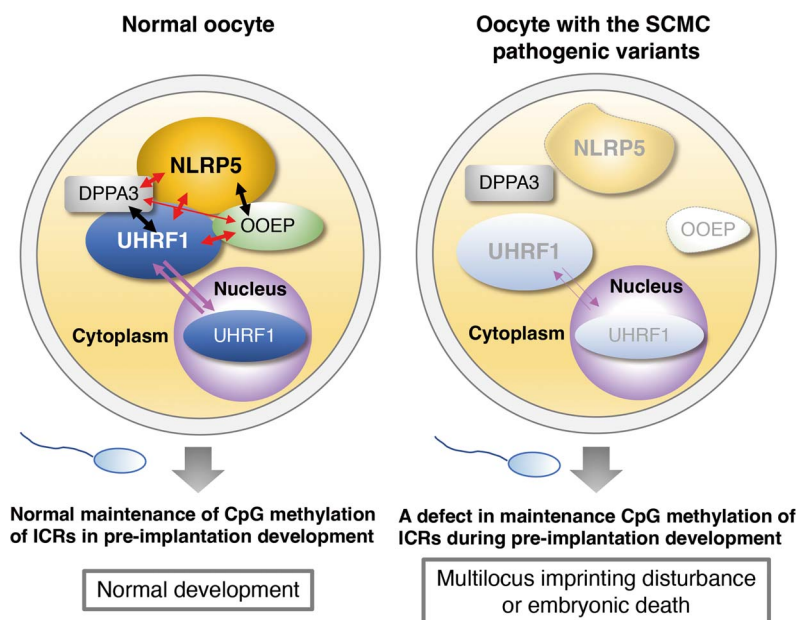 Normal oocyte
NLRP5
DPPA3
OOEP
UHRF1
Nucleus
Cytoplasm
UHRF1
Normal maintenance of CpG methylation
of ICRs in pre-implantation development
Normal development
Oocyte with the SCMC
pathogenic variants
NLRP5
DPPA3
OOEP
UHRF1
Nucleus
Cytoplasm
UHRF1
A defect in maintenance CpG methylation of
ICRs during pre-implantation development
Multilocus imprinting disturbance
or embryonic death